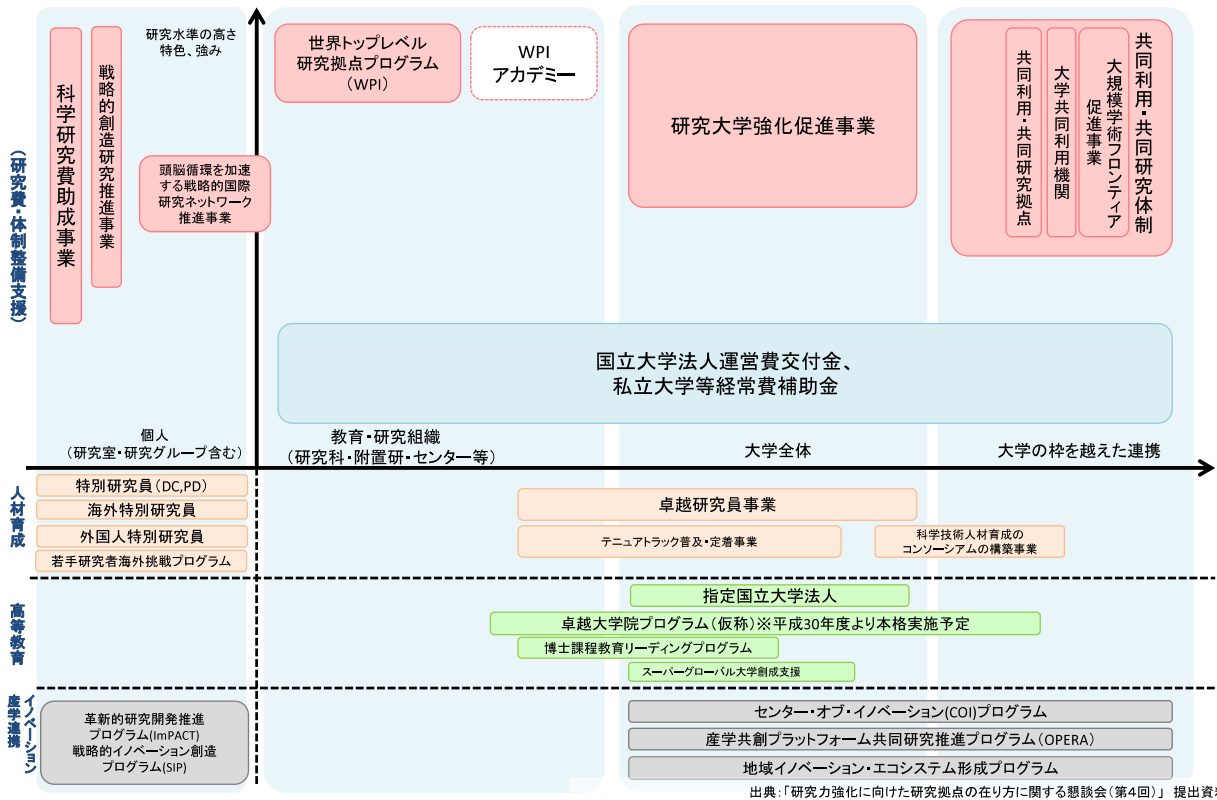 (研究費・体制整備支援)
科学研究費助成事業
戦略的創造研究推進事業
研究水準の高さ
特色、強み
頭脳循環を加速
する戦略的国際
研究ネットワーク
推進事業
世界トップレベル
研究拠点プログラム
(WPI)
WPI
アカデミー
研究大学強化促進事業
共同利用・共同研究体制
大規模学術フロンティア
促進事業
大学共同利用機関
共同利用・共同研究拠点
国立大学法人運営費交付金、
私立大学等経常費補助金
個人
(研究室・研究グループ含む)
教育・研究組織
(研究科・附置研・センター等)
大学全体
大学の枠を越えた連携
人材育成
特別研究員(DC,PD)
海外特別研究員
外国人特別研究員
若手研究者海外挑戦プログラム
卓越研究員事業
テニュアトラック普及・定着事業
科学技術人材育成の
コンソーシアムの構築事業
高等教育
指定国立大学法人
卓越大学院プログラム(仮称)※平成30年度より本格実施予定
博士課程教育リーディングプログラム
スーパーグローバル大学創成支援
イノベーション
産学連携
革新的研究開発推進
プログラム(ImPACT)
戦略的イノベーション創造
プログラム(SIP)
センター・オブ・イノベーション(COI)プログラム
産学共創プラットフォーム共同研究推進プログラム(OPERA)
地域イノベーション・エコシステム形成プログラム
出典:「研究力強化に向けた研究拠点の在り方に関する懇談会(第4回)」 提出資料